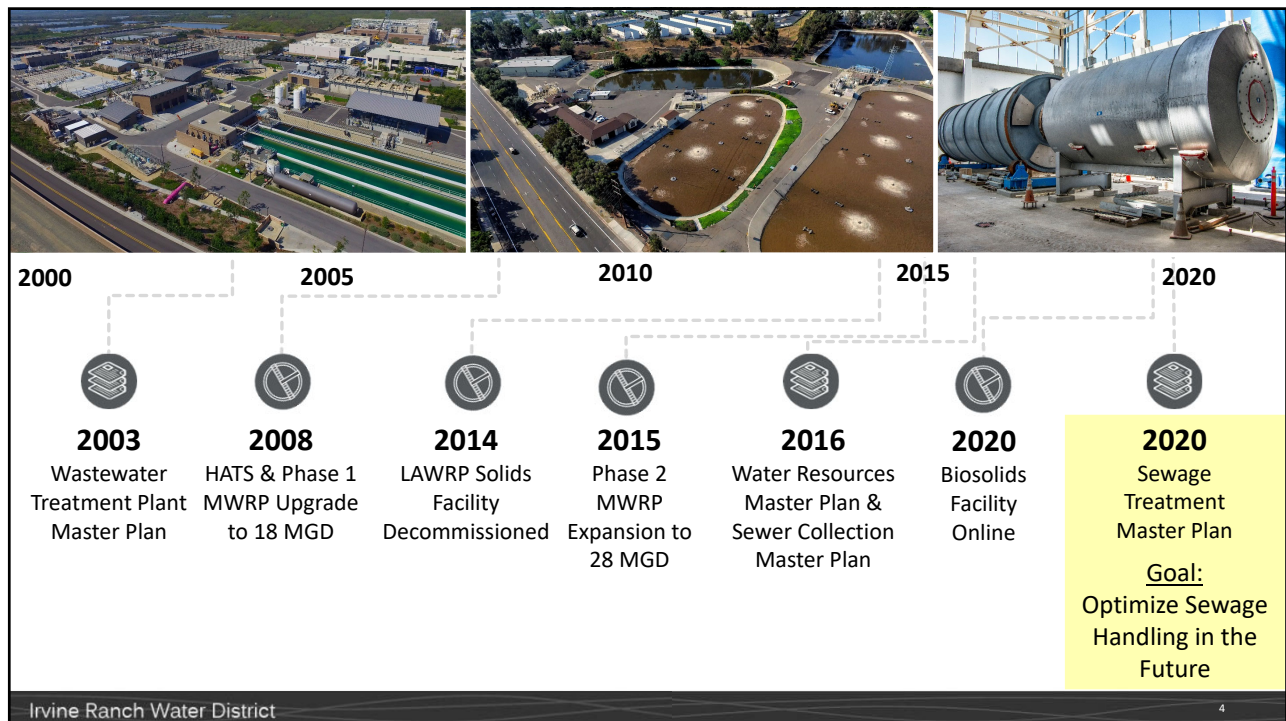 2000
2005
2010
2015
2020
2003
Wastewater
Treatment Plant
Master Plan
2008
HATS & Phase 1
MWRP Upgrade
to 18 MGD
2014
LAWRP Solids
Facility
Decommissioned
2015
Phase 2
MWRP
Expansion to
28 MGD
2016
Water Resources
Master Plan &
Sewer Collection
Master Plan
2020
Biosolids
Facility
Online
2020
Sewage
Treatment
Master Plan
Goal:
Optimize Sewage
Handling in the
Future
Irvine Ranch Water District
4